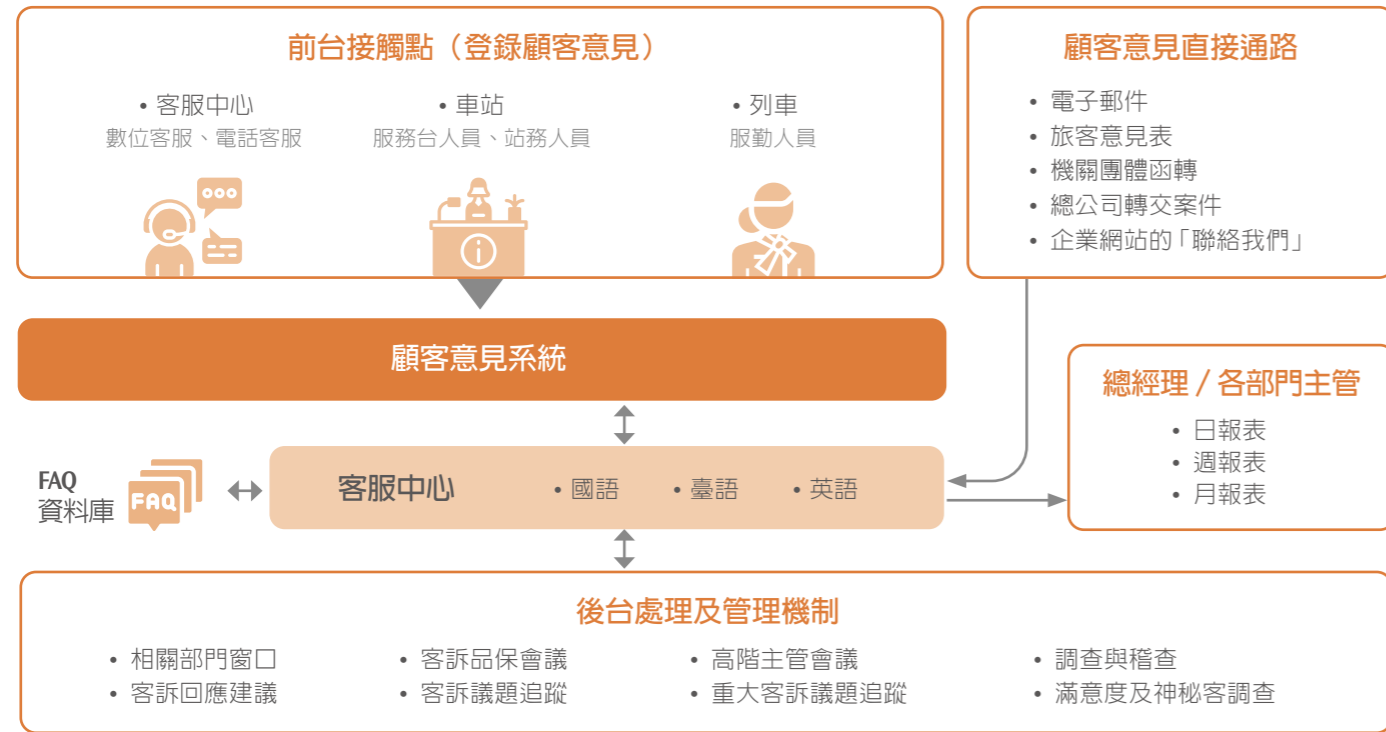 前台接觸點（登錄顧客意見）
• 客服中心
數位客服、電話客服
• 車站
服務台人員、站務人員
• 列車
服勤人員
顧客意見直接通路
• 電子郵件
• 旅客意見表
• 機關團體函轉
• 總公司轉交案件
• 企業網站的「聯絡我們」
顧客意見系統
總經理 / 各部門主管
• 日報表
• 週報表
• 月報表
FAQ
資料庫
FAQ
客服中心 • 國語 • 臺語 • 英語
後台處理及管理機制
• 相關部門窗口 • 客訴品保會議 • 高階主管會議 • 調查與稽查
• 客訴回應建議 • 客訴議題追蹤 • 重大客訴議題追蹤 • 滿意度及神秘客調查